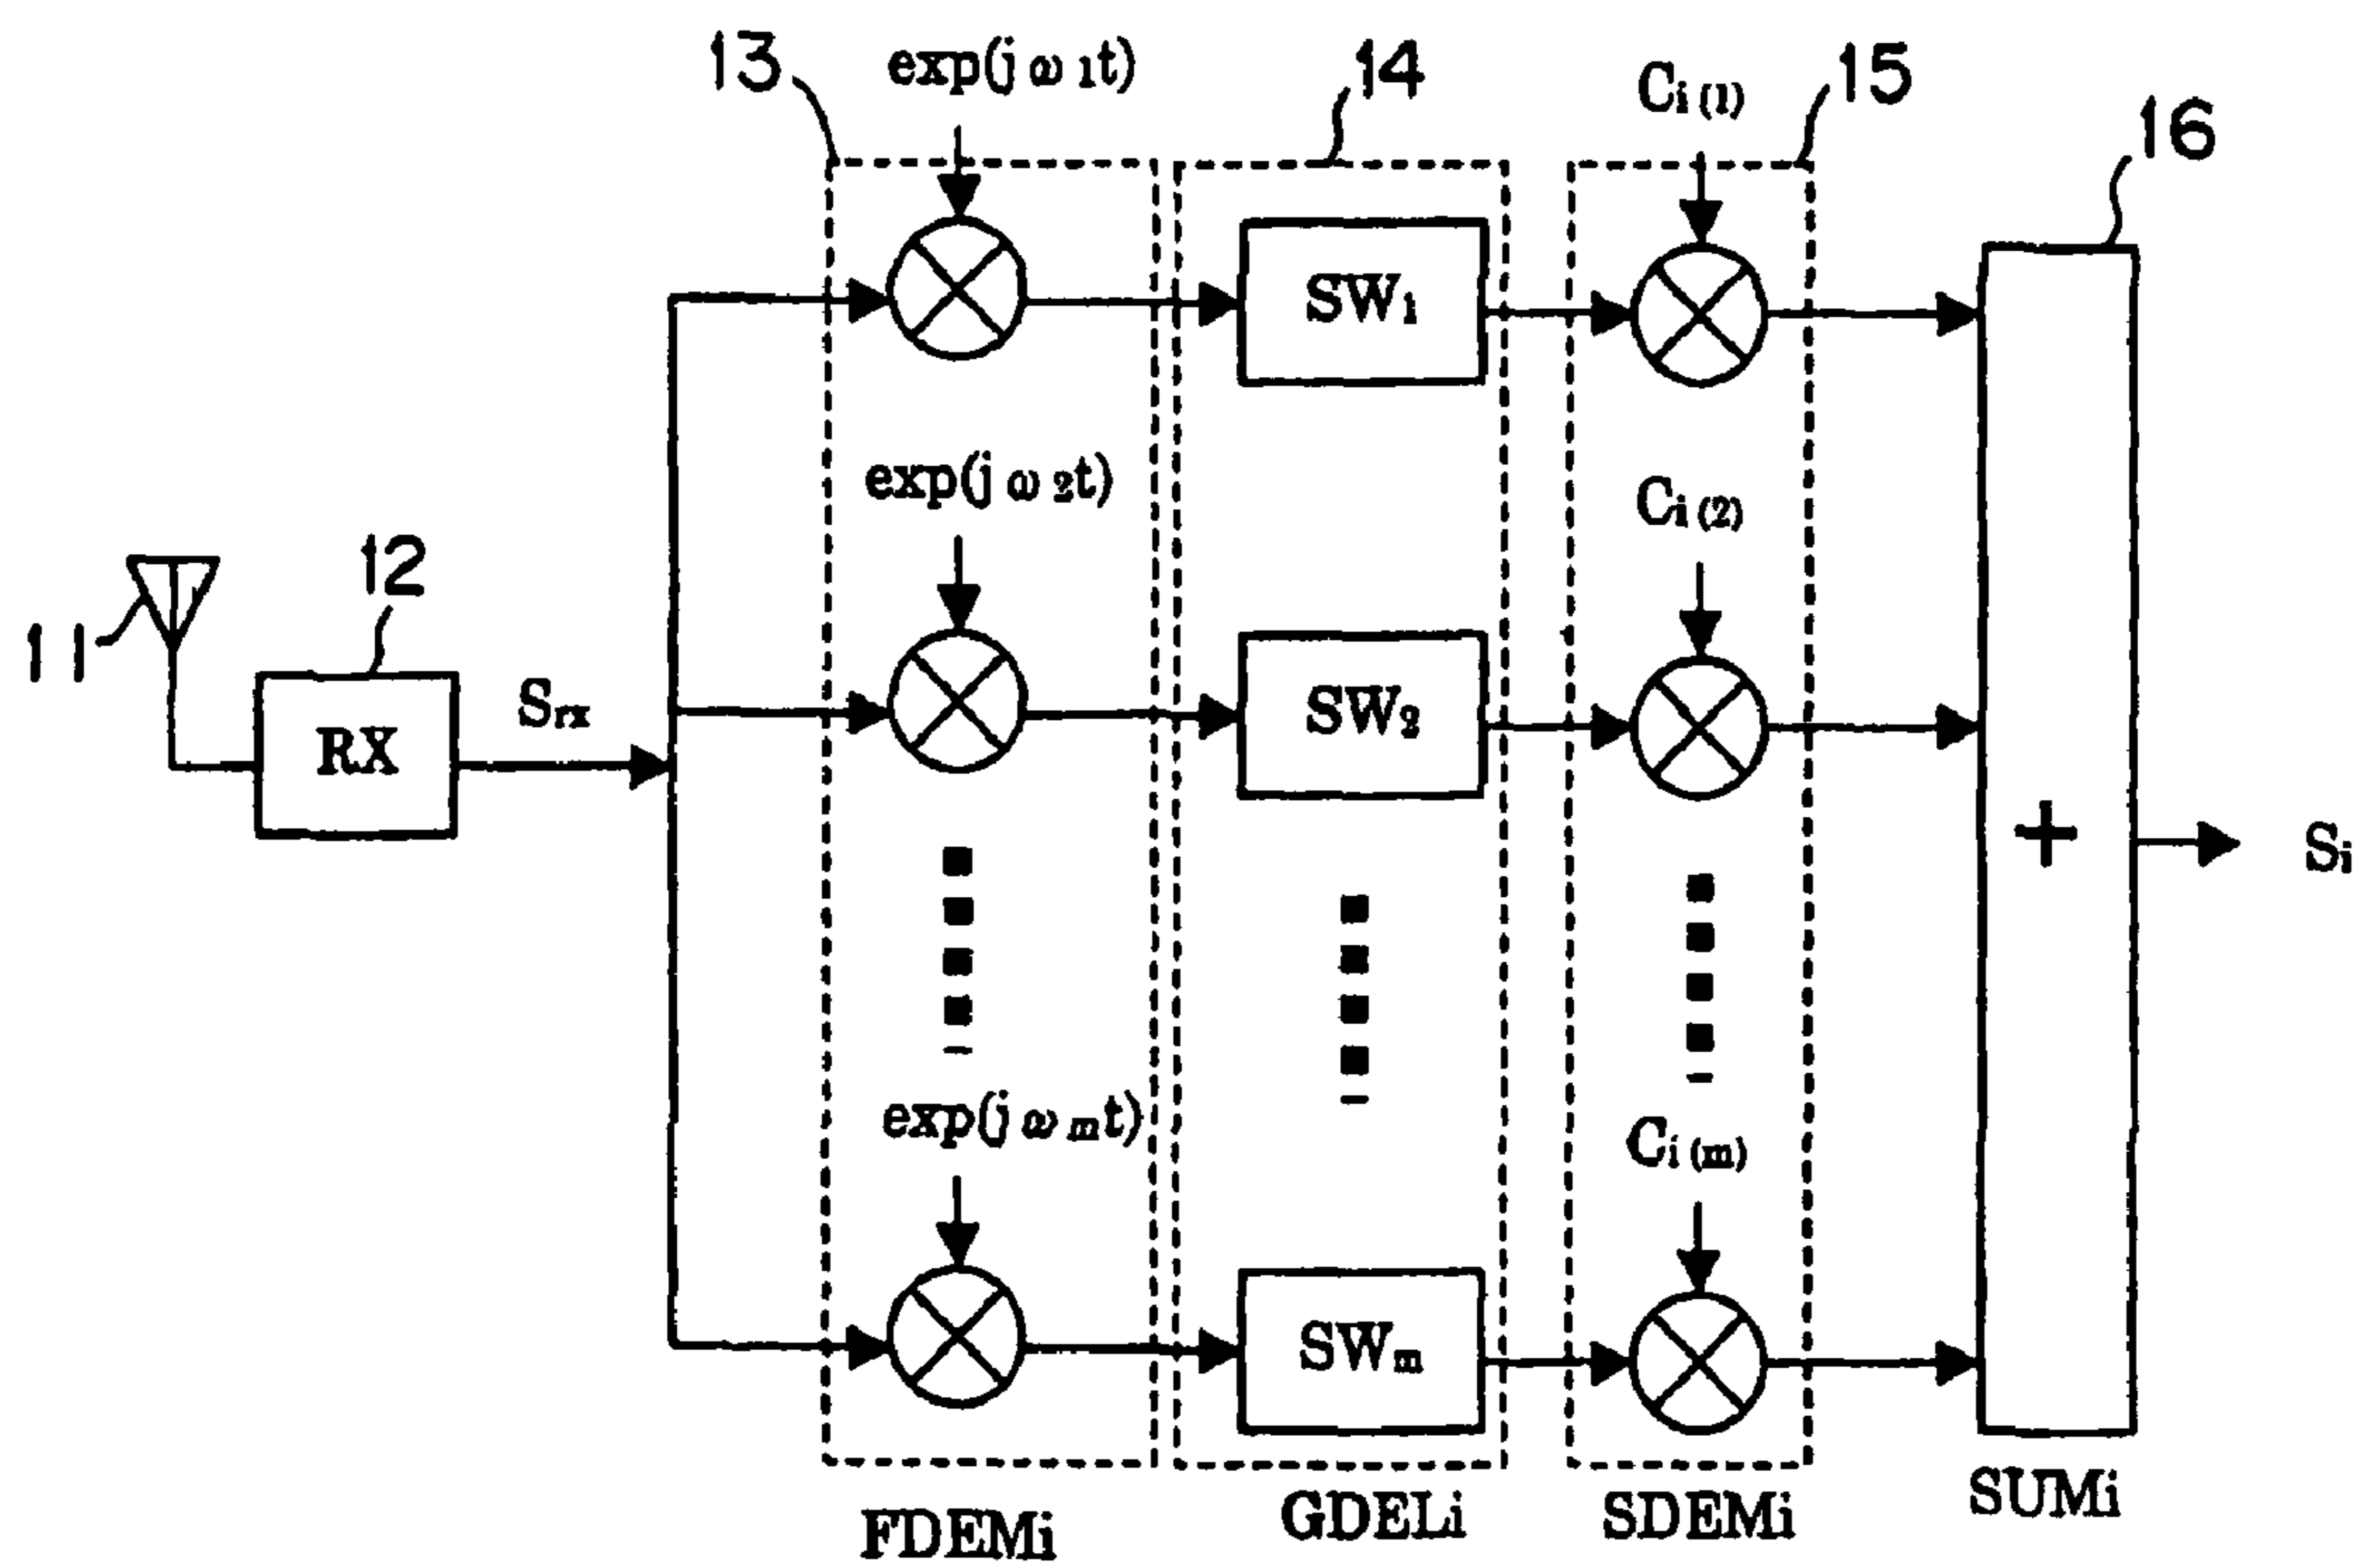 13
exp(jω1t)
14
Ci(1)
15
16
SW1
exp(jω2t)
Ci(2)
11
12
RX
Srx
SW2
+
Si
exp(jωmt)
Ci(m)
SWm
FDEMi
GDELi
SDEMi
SUMi